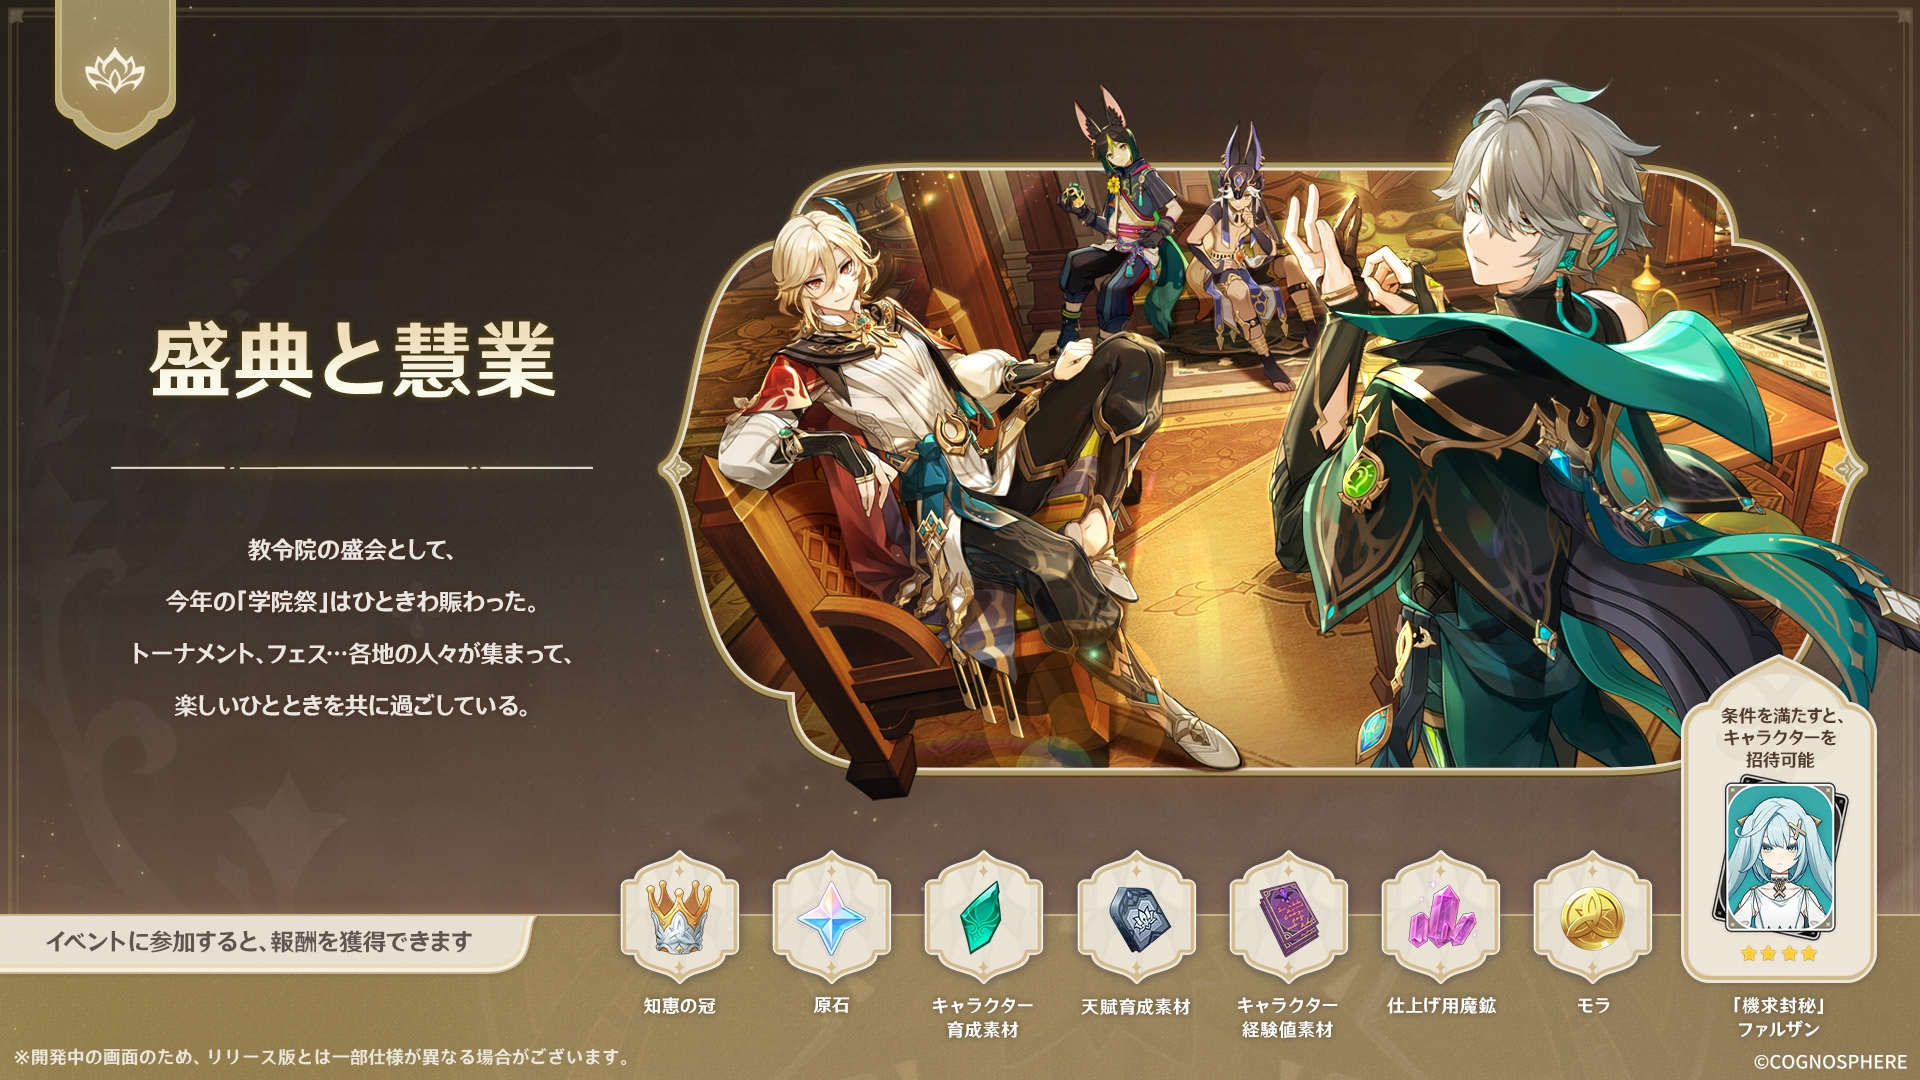 盛典と慧業
教令院の盛会として、
今年の「学院祭」はひときわ賑わった。
トーナメント、フェス…各地の人々が集まって、
楽しいひとときを共に過ごしている。
条件を満たすと、
キャラクターを
招待可能
イベントに参加すると、報酬を獲得できます
知恵の冠
原石
キャラクター
育成素材
天賦育成素材
キャラクター
経験値素材
仕上げ用魔鉱
モラ
「機求封秘」
ファルザン
※開発中の画面のため、リリース版とは一部仕様が異なる場合がございます。
©COGNOSPHERE